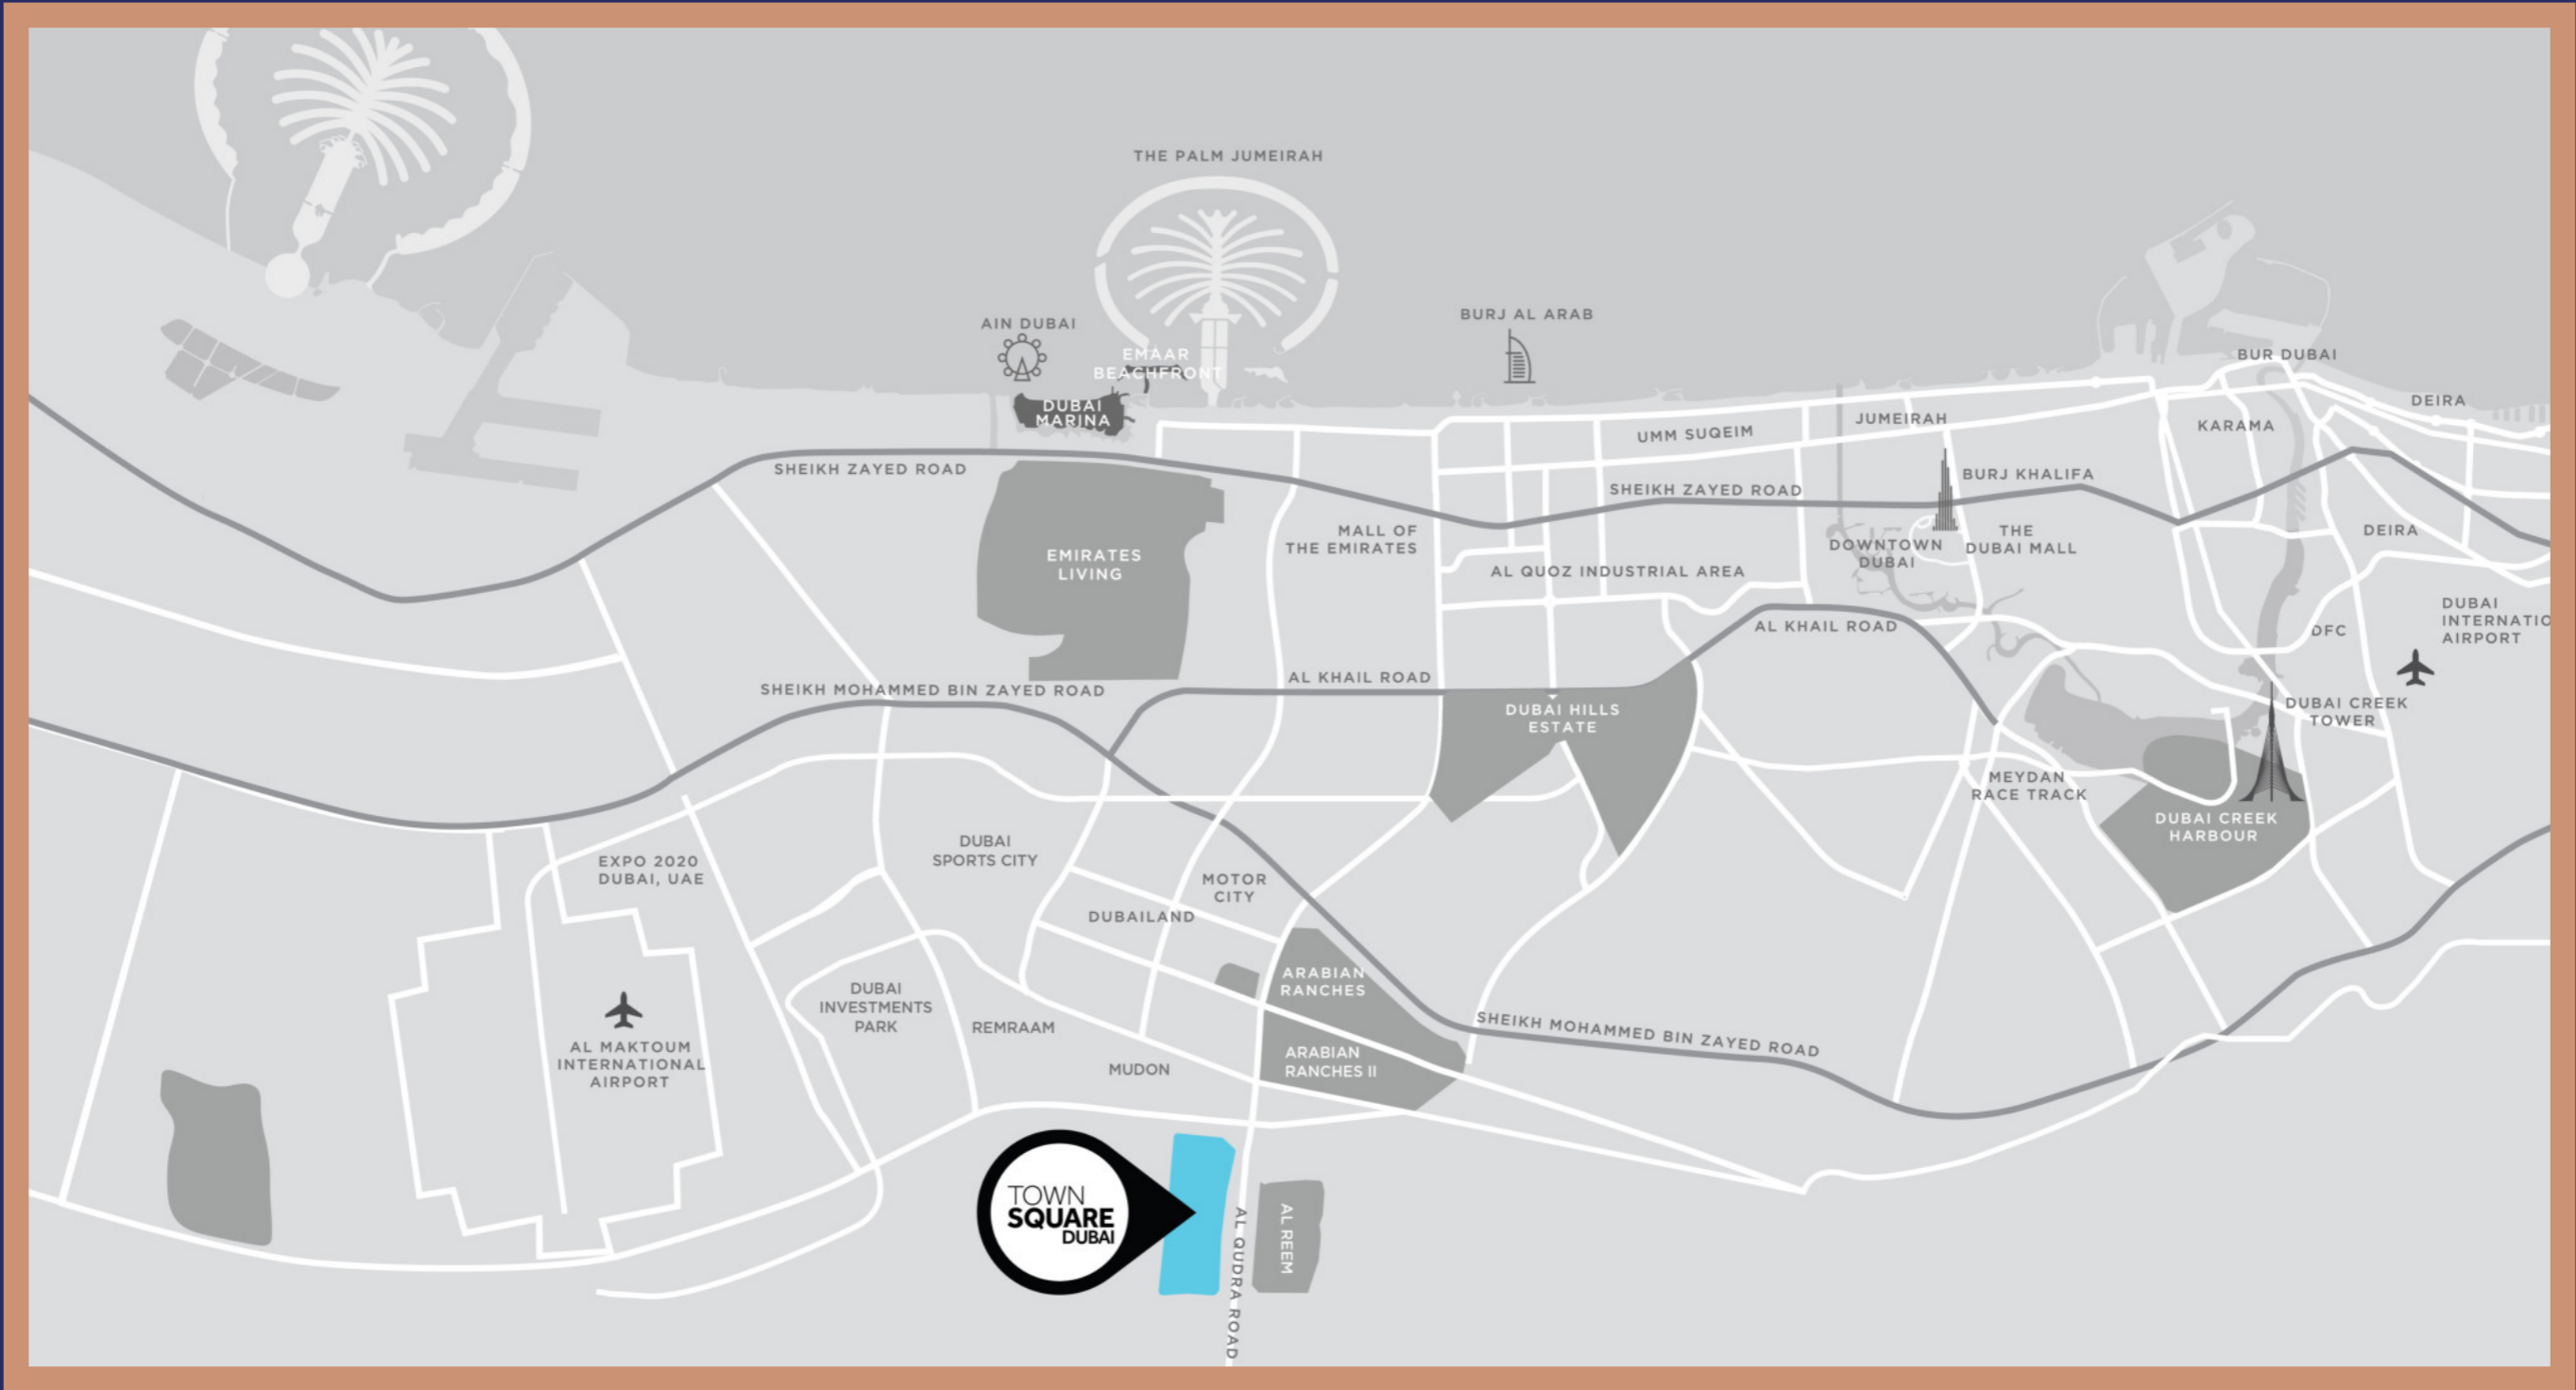 THE PALM JUMEIRAH
AIN DUBAI
BURJ AL ARAB
EMAAR
BEACHFRONT
BUR DUBAI
DUBAI
MARINA
DEIRA
JUMEIRAH
KARAMA
UMM SUQEIM
SHEIKH ZAYED ROAD
BURJ KHALIFA
SHEIKH ZAYED ROAD
MALL OF
THE EMIRATES
THE
DUBAI MALL
DEIRA
DOWNTOWN
DUBAI
EMIRATES
LIVING
AL QUOZ INDUSTRIAL AREA
DUBAI
INTERNATIO
AIRPORT
AL KHAIL ROAD
DFC
AL KHAIL ROAD
SHEIKH MOHAMMED BIN ZAYED ROAD
DUBAI HILLS
ESTATE
DUBAI CREEK
TOWER
MEYDAN
RACE TRACK
DUBAI CREEK
HARBOUR
DUBAI
SPORTS CITY
EXPO 2020
DUBAI, UAE
MOTOR
CITY
DUBAILAND
ARABIAN
RANCHES
DUBAI
INVESTMENTS
PARK
REMRAAM
SHEIKH MOHAMMED BIN ZAYED ROAD
AL MAKTOUM
INTERNATIONAL
AIRPORT
ARABIAN
RANCHES II
MUDON
TOWN
SQUARE
DUBAI
AL QUDRA ROAD
AL REEM